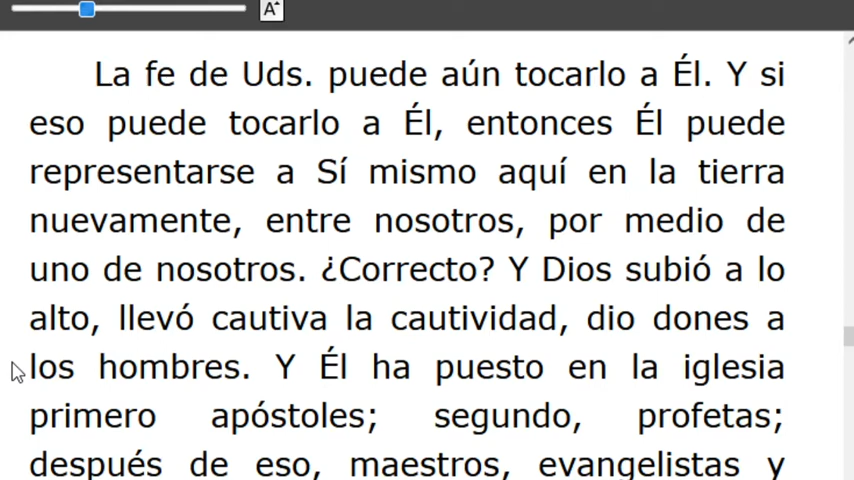 A
La fe de Uds. puede aún tocarlo a Él. Y si
eso puede tocarlo a Él, entonces Él puede
representarse a Sí mismo aquí en la tierra
nuevamente, entre nosotros, por medio de
uno de nosotros. ¿Correcto? Y Dios subió a lo
alto, llevó cautiva la cautividad, dio dones a
los hombres. Y Él ha puesto en la iglesia
primero apóstoles; segundo, profetas;
después de eso, maestros, evangelistas y